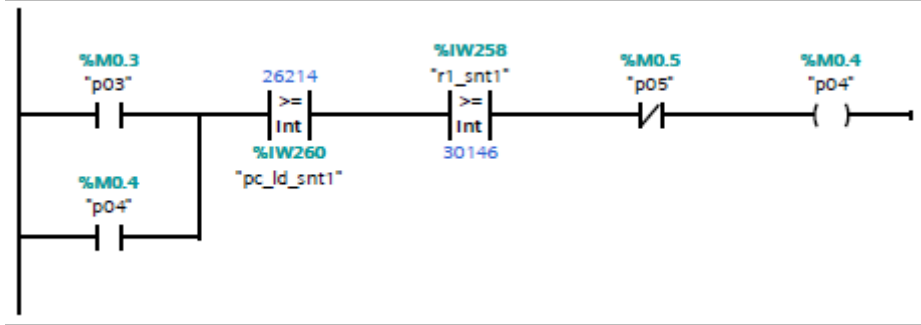 %M0.3
"p03"
26214
>=
Int
%IW260
"pc_ld_snt1"
%IW258
"r1_snt1"
>=
Int
30146
%M0.5
"p05"
%M0.4
"p04"
%M0.4
"p04"